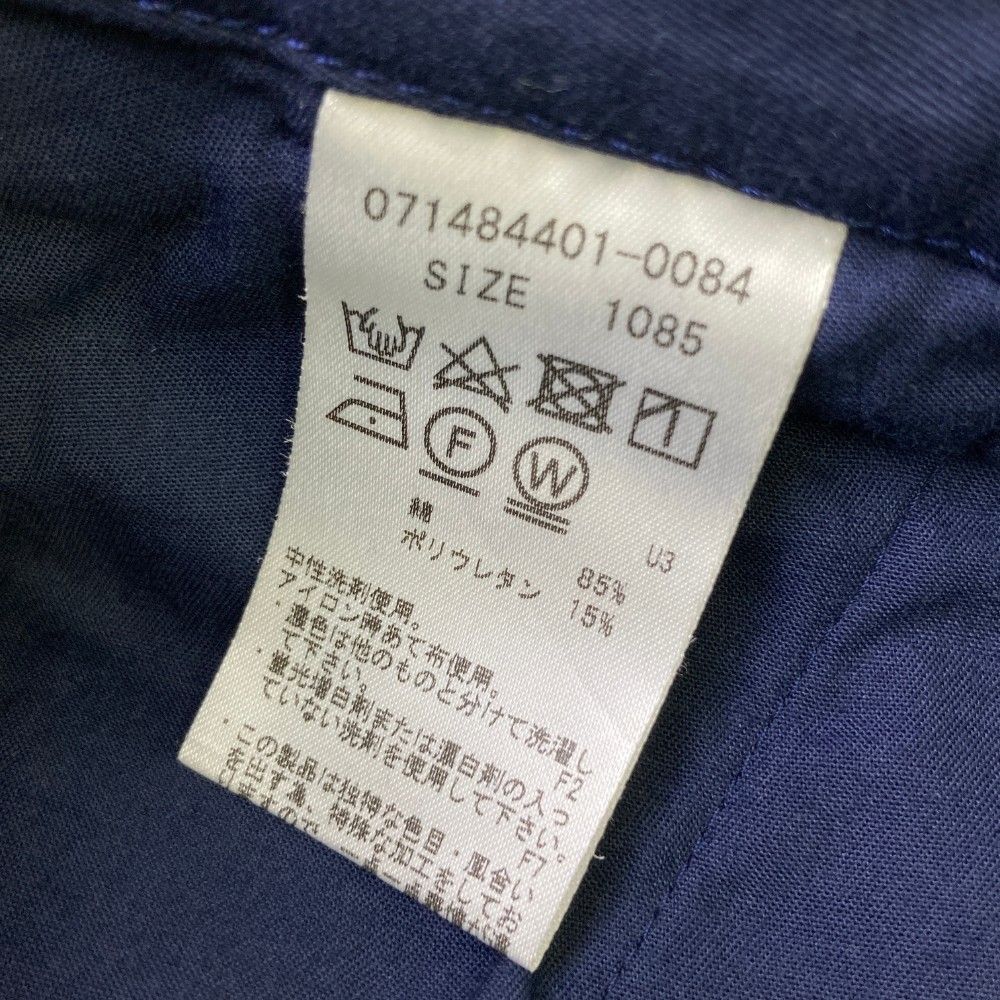 071484401-0084
SIZE 1085
F W
U3
綿 85%
ポリウレタン 15%
中性洗剤使用。
アイロン時あて布使用。
・濃色は他のものと分けて洗濯し
て下さい。 F2
・蛍光増白剤または漂白剤の入っ
ていない洗剤を使用して下さい。
F7
・この製品は独特な色目・風合い
を出す為、特殊な加工をしてお